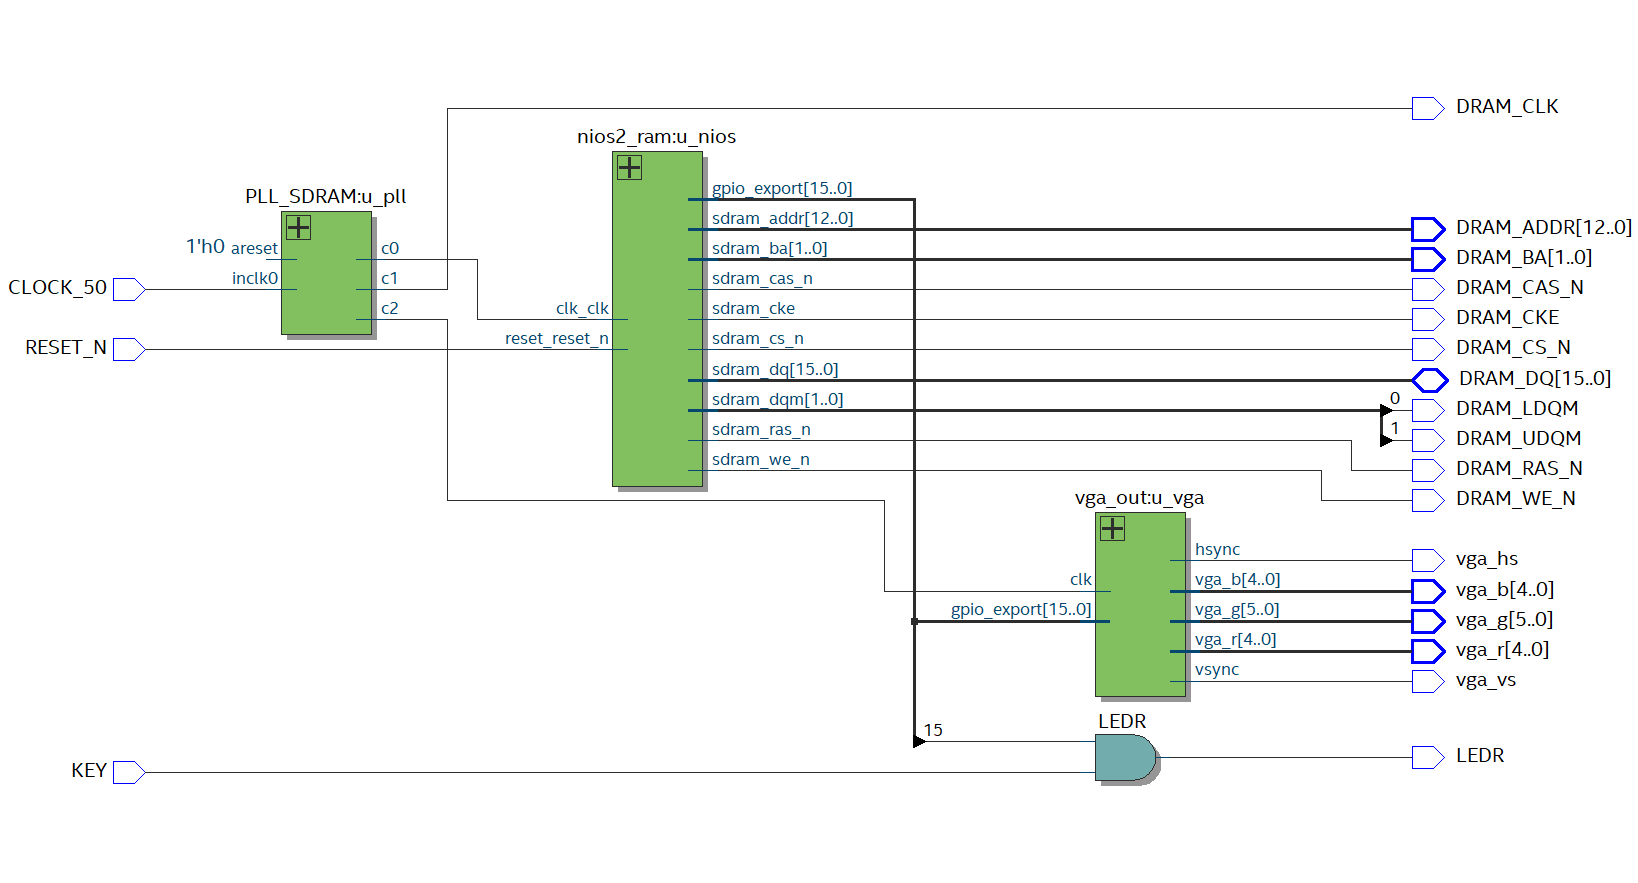 DRAM_CLK
nios2_ram:u_nios
PLL_SDRAM:u_pll
1'h0 areset
inclk0
c0
c1
c2
CLOCK_50
RESET_N
clk_clk
reset_reset_n
gpio_export[15..0]
sdram_addr[12..0]
sdram_ba[1..0]
sdram_cas_n
sdram_cke
sdram_cs_n
sdram_dq[15..0]
sdram_dqm[1..0]
sdram_ras_n
sdram_we_n
DRAM_ADDR[12..0]
DRAM_BA[1..0]
DRAM_CAS_N
DRAM_CKE
DRAM_CS_N
DRAM_DQ[15..0]
0
DRAM_LDQM
1
DRAM_UDQM
DRAM_RAS_N
DRAM_WE_N
vga_out:u_vga
clk
gpio_export[15..0]
hsync
vga_b[4..0]
vga_g[5..0]
vga_r[4..0]
vsync
vga_hs
vga_b[4..0]
vga_g[5..0]
vga_r[4..0]
vga_vs
LEDR
15
KEY
LEDR